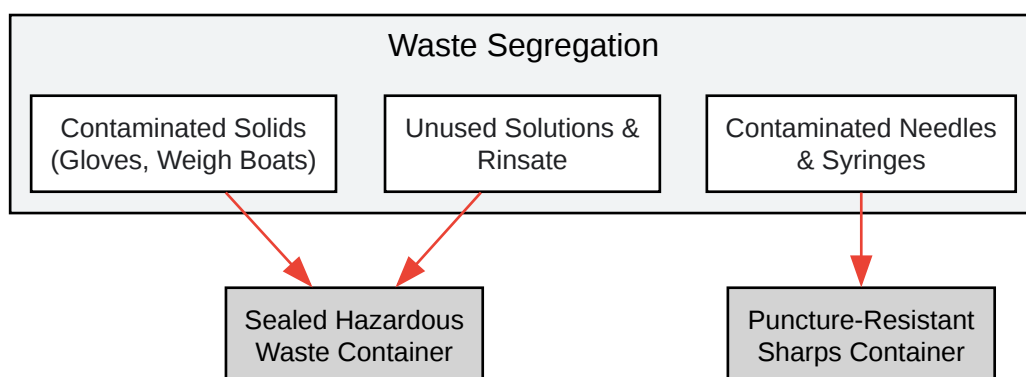 Waste Segregation
Contaminated Solids
(Gloves, Weigh Boats)
Unused Solutions &
Rinsate
Contaminated Needles
& Syringes
Sealed Hazardous
Waste Container
Puncture-Resistant
Sharps Container